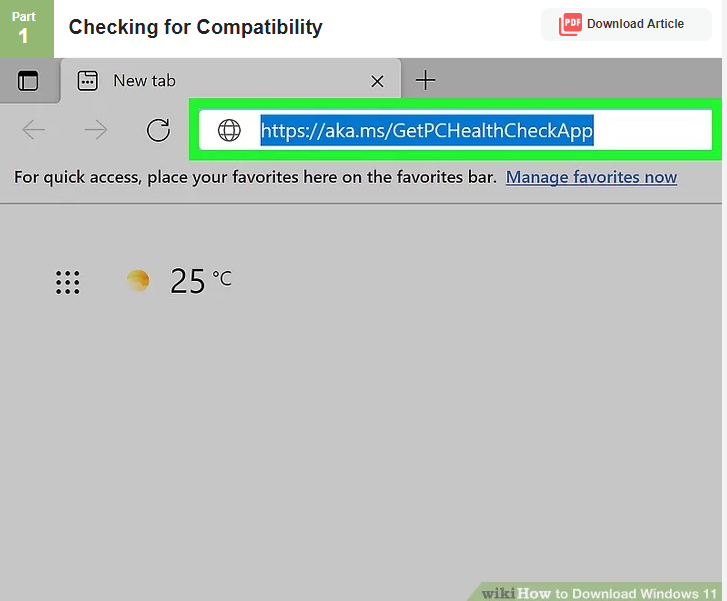 Part
1
Checking for Compatibility
PDF
Download Article
New tab
https://aka.ms/GetPCHealthCheckApp
For quick access, place your favorites here on the favorites bar. Manage favorites now
25 °C
wikiHow to Download Windows 11